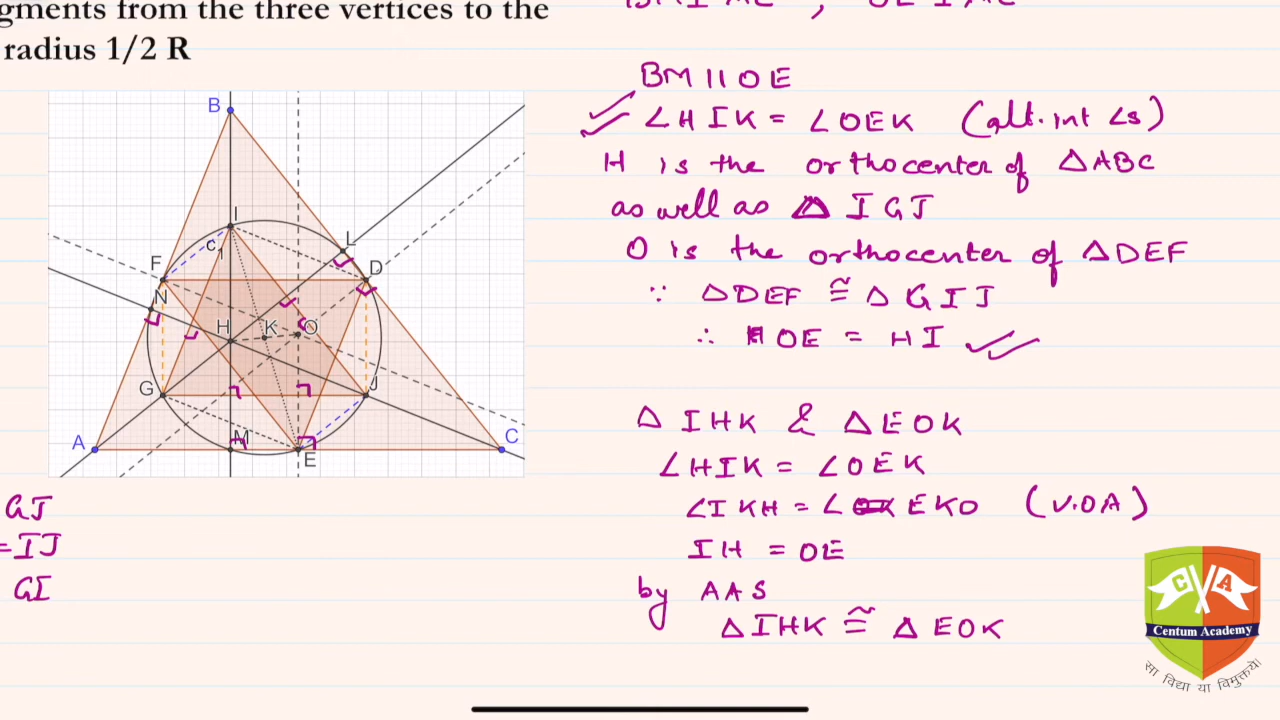 gments from the three vertices to the
radius 1/2 R
B
I
c1
L
F
D
N
H
K
O
G
J
A
M
E
C
GJ
=IJ
GI
BM || OE
∠HIK = ∠OEK (alt. int ∠s)
H is the orthocenter of △ABC
as well as △ IGJ
O is the orthocenter of △DEF
∵ △DEF ≅ △ GIJ
∴ OE = HI
△ IHK & △EOK
∠HIK = ∠OEK
∠IKH = ∠EKO (V.O.A)
IH = OE
by AAS
△IHK ≅ △EOK
C A
Centum Academy
सा विद्या या विमुक्तये।